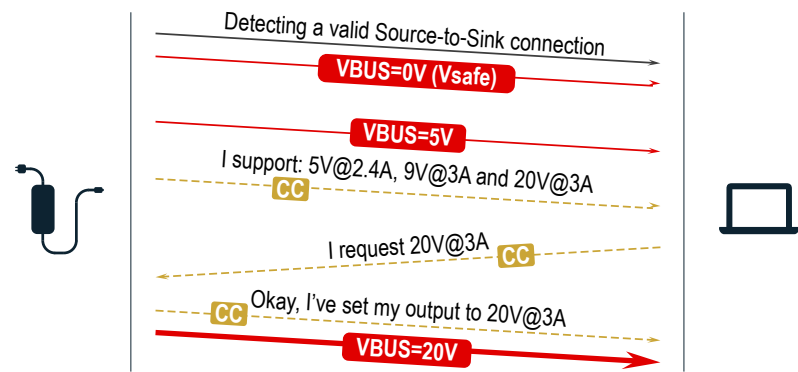 Detecting a valid Source-to-Sink connection
VBUS=0V (Vsafe)
VBUS=5V
I support: 5V@2.4A, 9V@3A and 20V@3A
CC
I request 20V@3A
CC
CC
Okay, I've set my output to 20V@3A
VBUS=20V